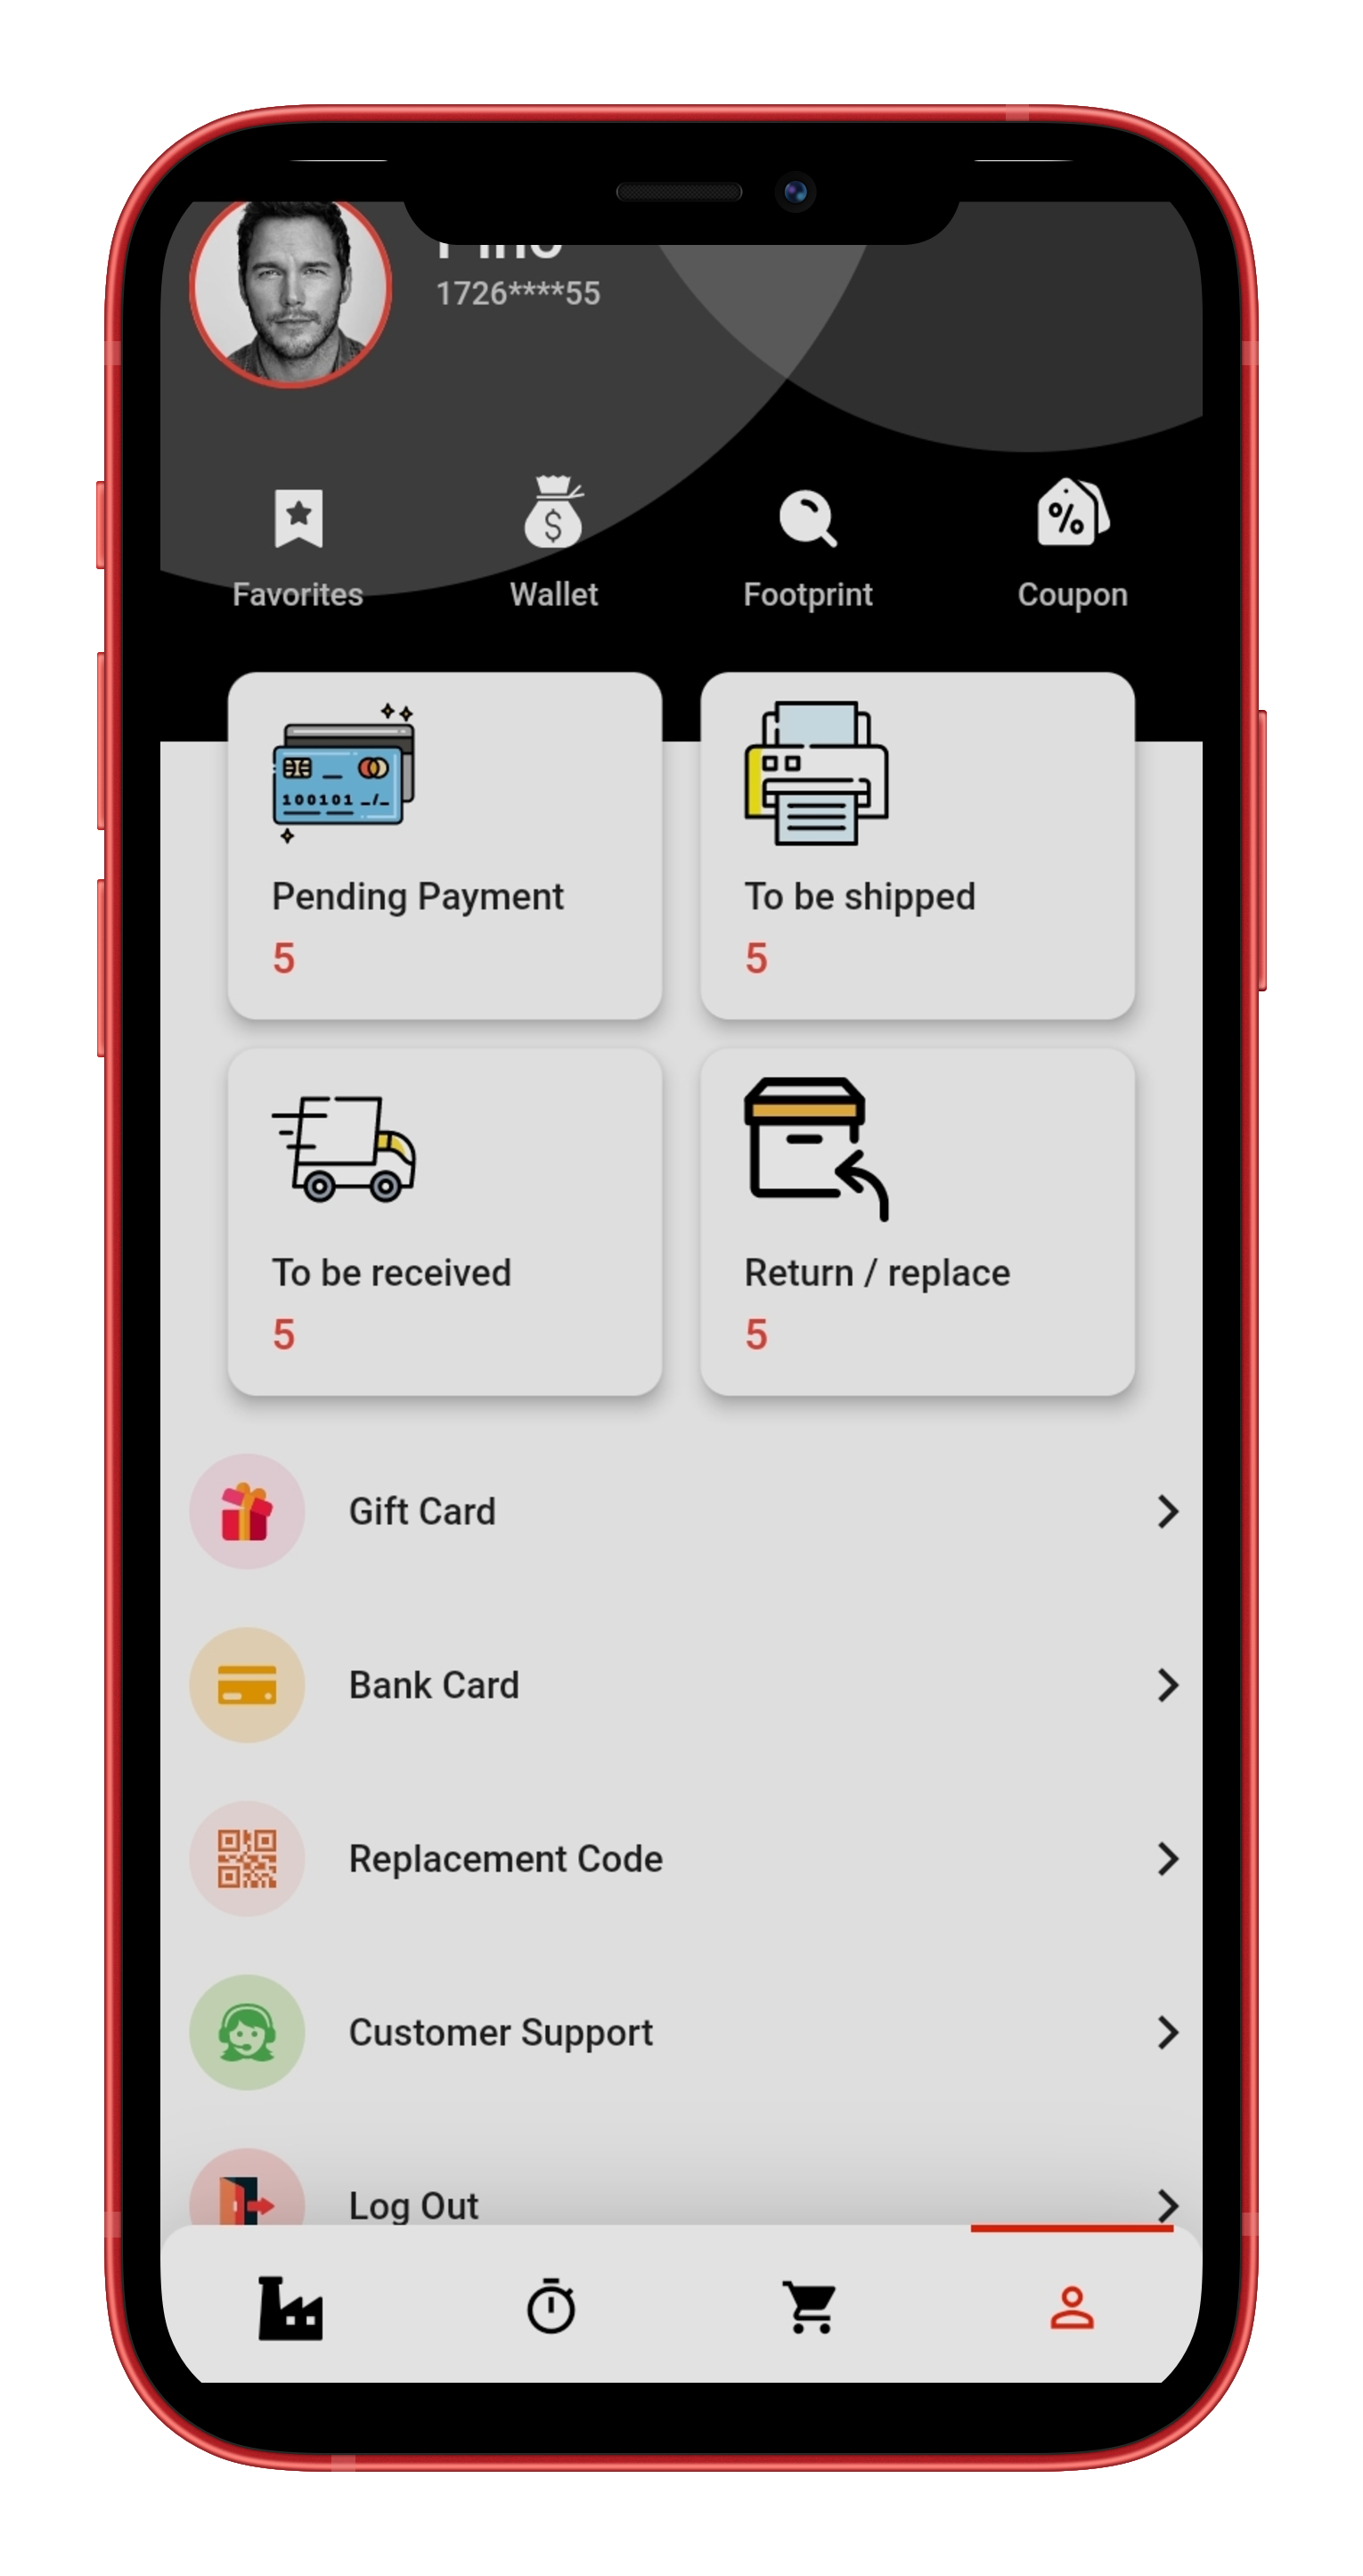 1726****55
Favorites
Wallet
Footprint
Coupon
100101 _/_
Pending Payment
5
To be shipped
5
To be received
5
Return / replace
5
Gift Card
Bank Card
Replacement Code
Customer Support
Log Out